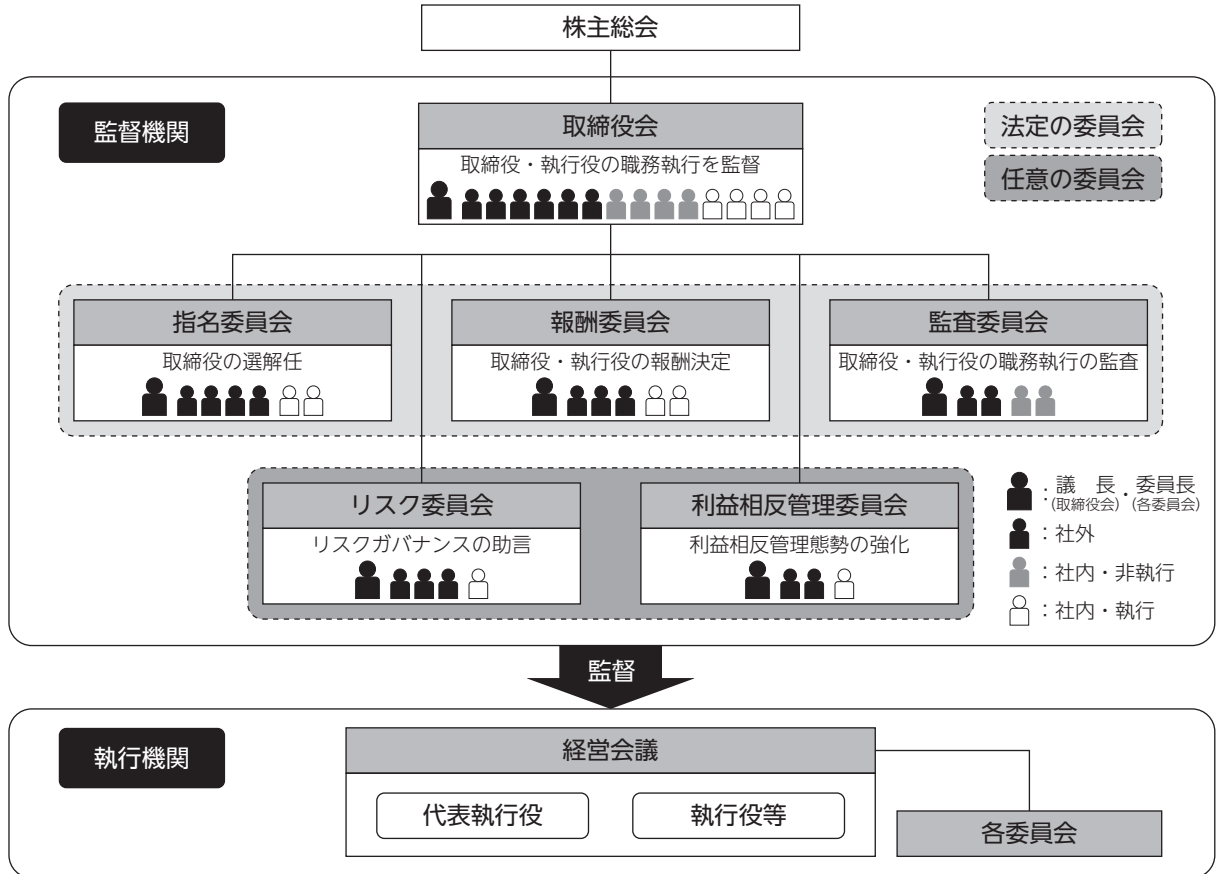 株主総会
監督機関
取締役会
取締役・執行役の職務執行を監督
法定の委員会
任意の委員会
指名委員会
取締役の選解任
報酬委員会
取締役・執行役の報酬決定
監査委員会
取締役・執行役の職務執行の監査
リスク委員会
リスクガバナンスの助言
利益相反管理委員会
利益相反管理態勢の強化
：議　長・委員長
(取締役会) (各委員会)
：社外
：社内・非執行
：社内・執行
監督
執行機関
経営会議
代表執行役
執行役等
各委員会